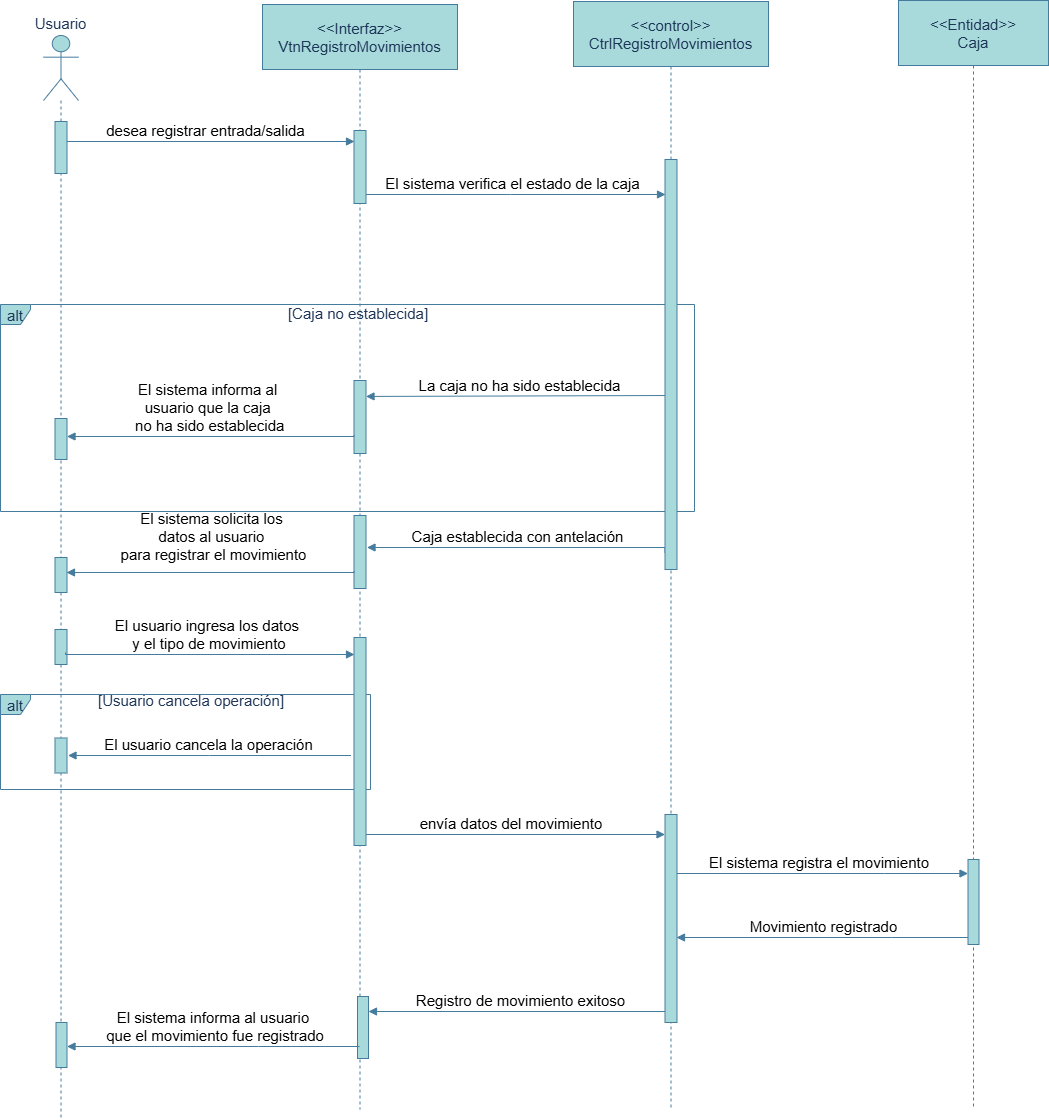 Usuario
<<Interfaz>>
VtnRegistroMovimientos
<<control>>
CtrlRegistroMovimientos
<<Entidad>>
Caja
desea registrar entrada/salida
El sistema verifica el estado de la caja
alt
[Caja no establecida]
La caja no ha sido establecida
El sistema informa al
usuario que la caja
no ha sido establecida
El sistema solicita los
datos al usuario
para registrar el movimiento
Caja establecida con antelación
El usuario ingresa los datos
y el tipo de movimiento
alt
[Usuario cancela operación]
El usuario cancela la operación
envía datos del movimiento
El sistema registra el movimiento
Movimiento registrado
Registro de movimiento exitoso
El sistema informa al usuario
que el movimiento fue registrado